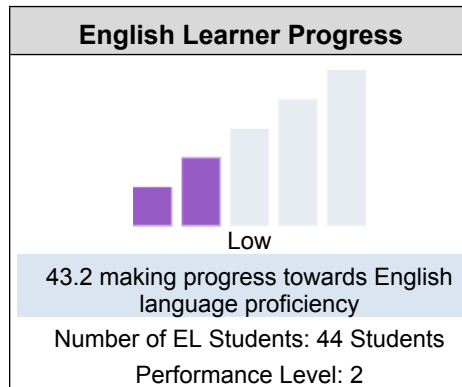 English Learner Progress
Low
43.2 making progress towards English
language proficiency
Number of EL Students: 44 Students
Performance Level: 2